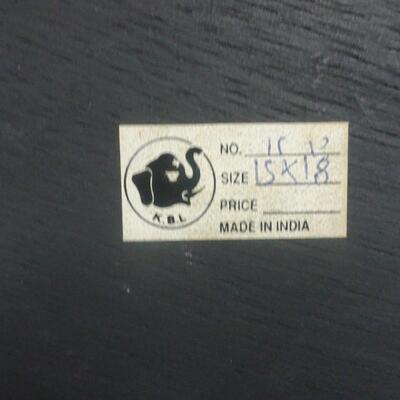 NO.
SIZE 15X18
PRICE
MADE IN INDIA
K.B.I.